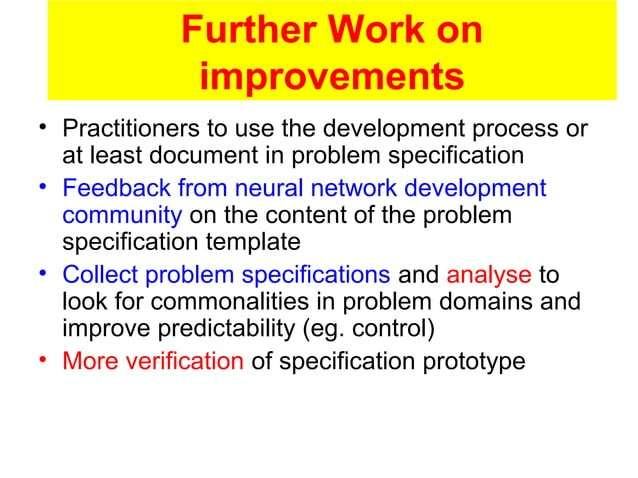 Further Work on
improvements
• Practitioners to use the development process or
at least document in problem specification
• Feedback from neural network development
community on the content of the problem
specification template
• Collect problem specifications and analyse to
look for commonalities in problem domains and
improve predictability (eg. control)
• More verification of specification prototype